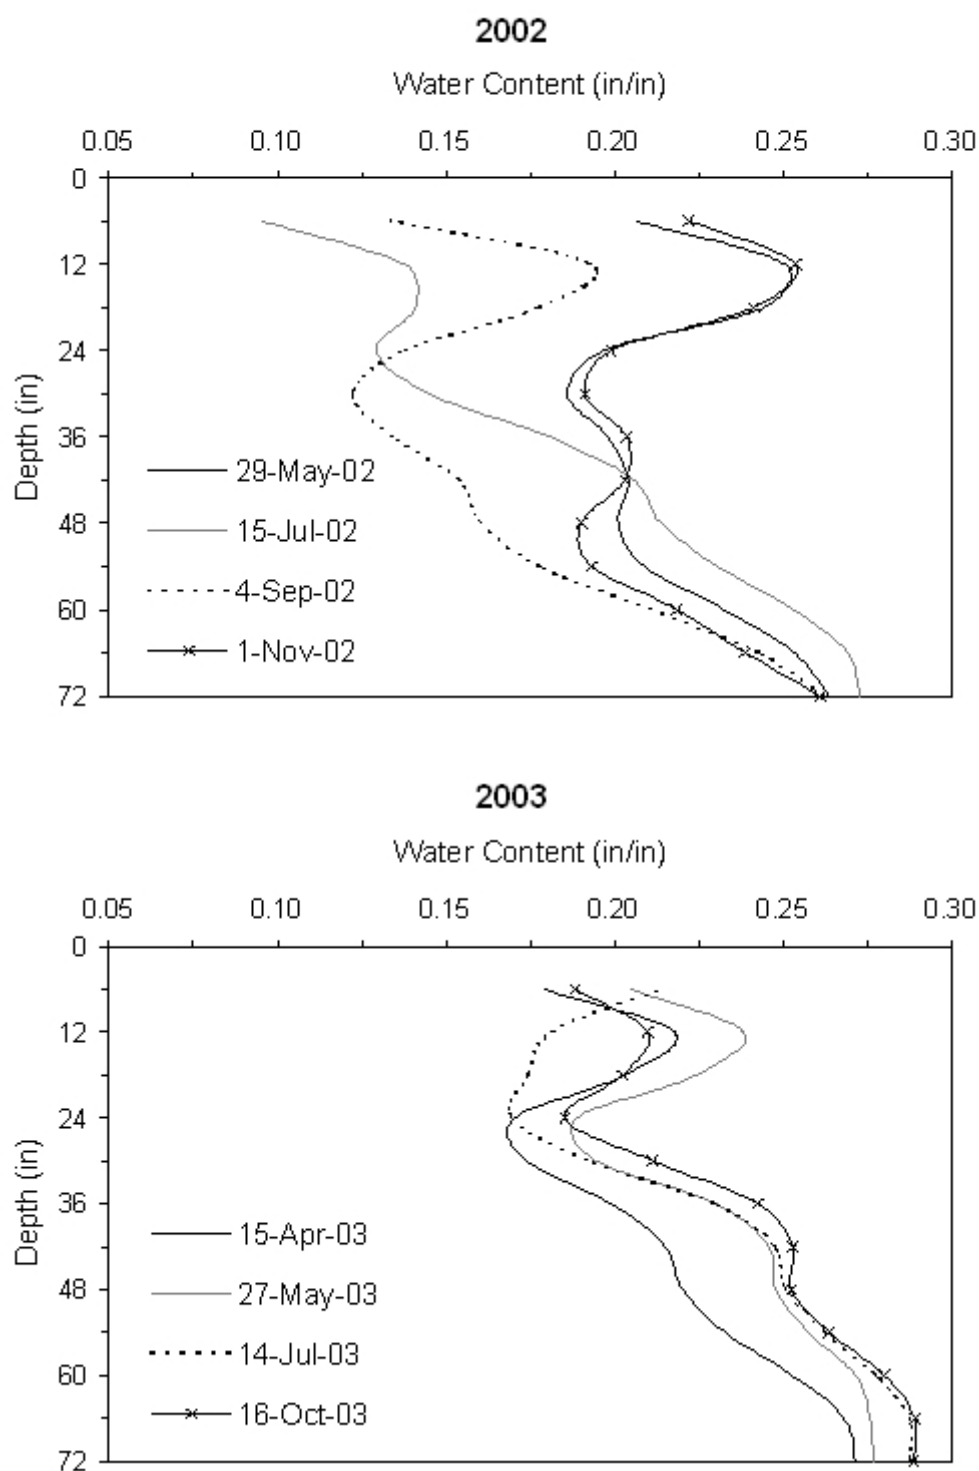 2002
Water Content (in/in)
0.05 0.10 0.15 0.20 0.25 0.30
0
12
24
36
48
60
72
Depth (in)
29-May-02
15-Jul-02
4-Sep-02
1-Nov-02
2003
Water Content (in/in)
0.05 0.10 0.15 0.20 0.25 0.30
0
12
24
36
48
60
72
Depth (in)
15-Apr-03
27-May-03
14-Jul-03
16-Oct-03